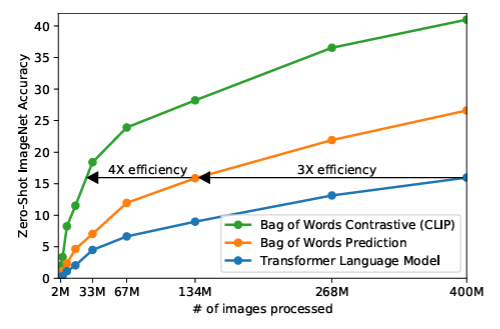 40
35
30
25
20
15
10
5
0
Zero-Shot ImageNet Accuracy
4X efficiency
3X efficiency
Bag of Words Contrastive (CLIP)
Bag of Words Prediction
Transformer Language Model
2M 33M 67M 134M 268M 400M
# of images processed